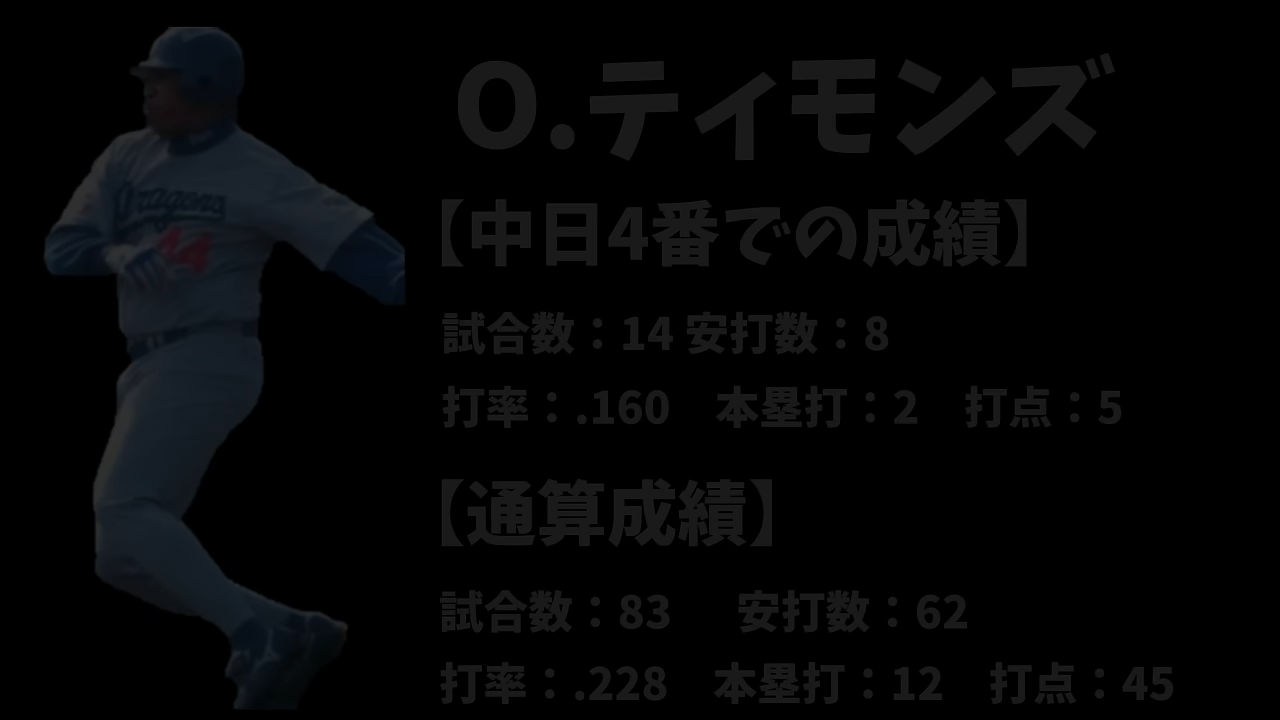 O.ティモンズ
【中日4番での成績】
試合数：14 安打数：8
打率：.160　本塁打：2　打点：5
【通算成績】
試合数：83　安打数：62
打率：.228　本塁打：12　打点：45
Dragons
44